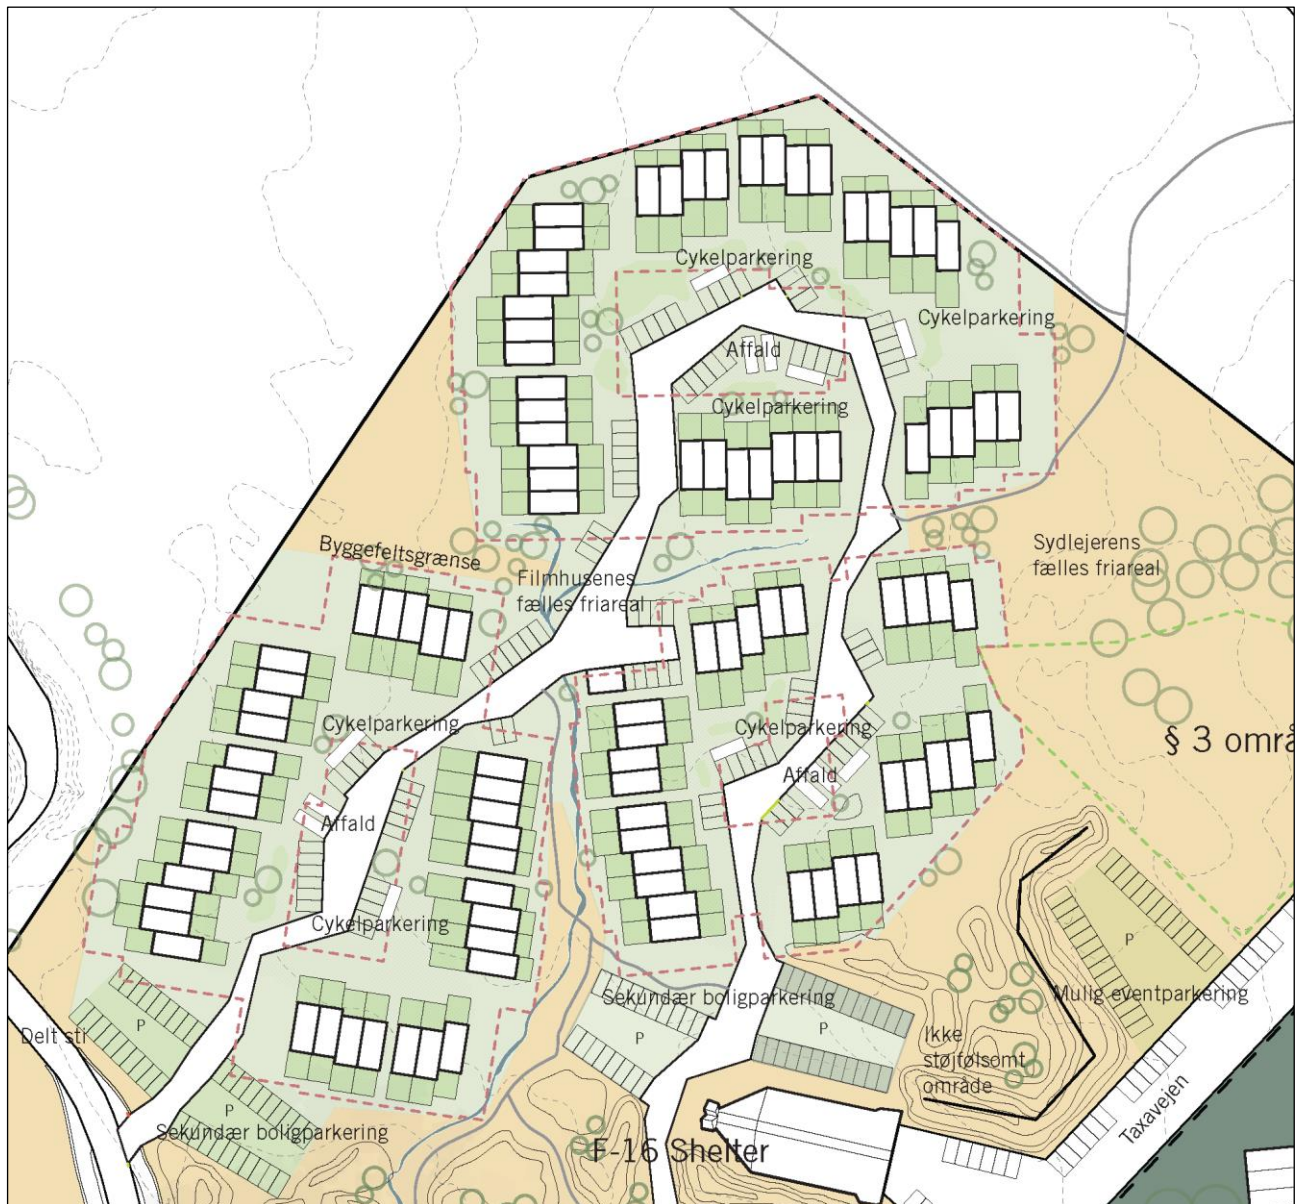 Cykelparkering
Cykelparkering
Affald
Cykelparkering
Byggefeltsgrænse
Filmhusenes
fælles friareal
Sydlejerens
fælles friareal
Cykelparkering
Cykelparkering
§ 3 områ
Affald
Affald
Cykelparkering
P
Sekundær boligparkering
Mulig eventparkering
P
P
P
Delt sti
Ikke
støjfølsomt
område
P
Sekundær boligparkering
Taxavejen
F-16 Shelter